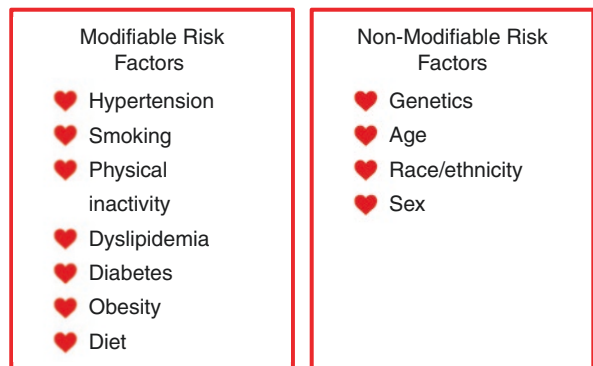 Modifiable Risk
Factors
Hypertension
Smoking
Physical
inactivity
Dyslipidemia
Diabetes
Obesity
Diet
Non-Modifiable Risk
Factors
Genetics
Age
Race/ethnicity
Sex